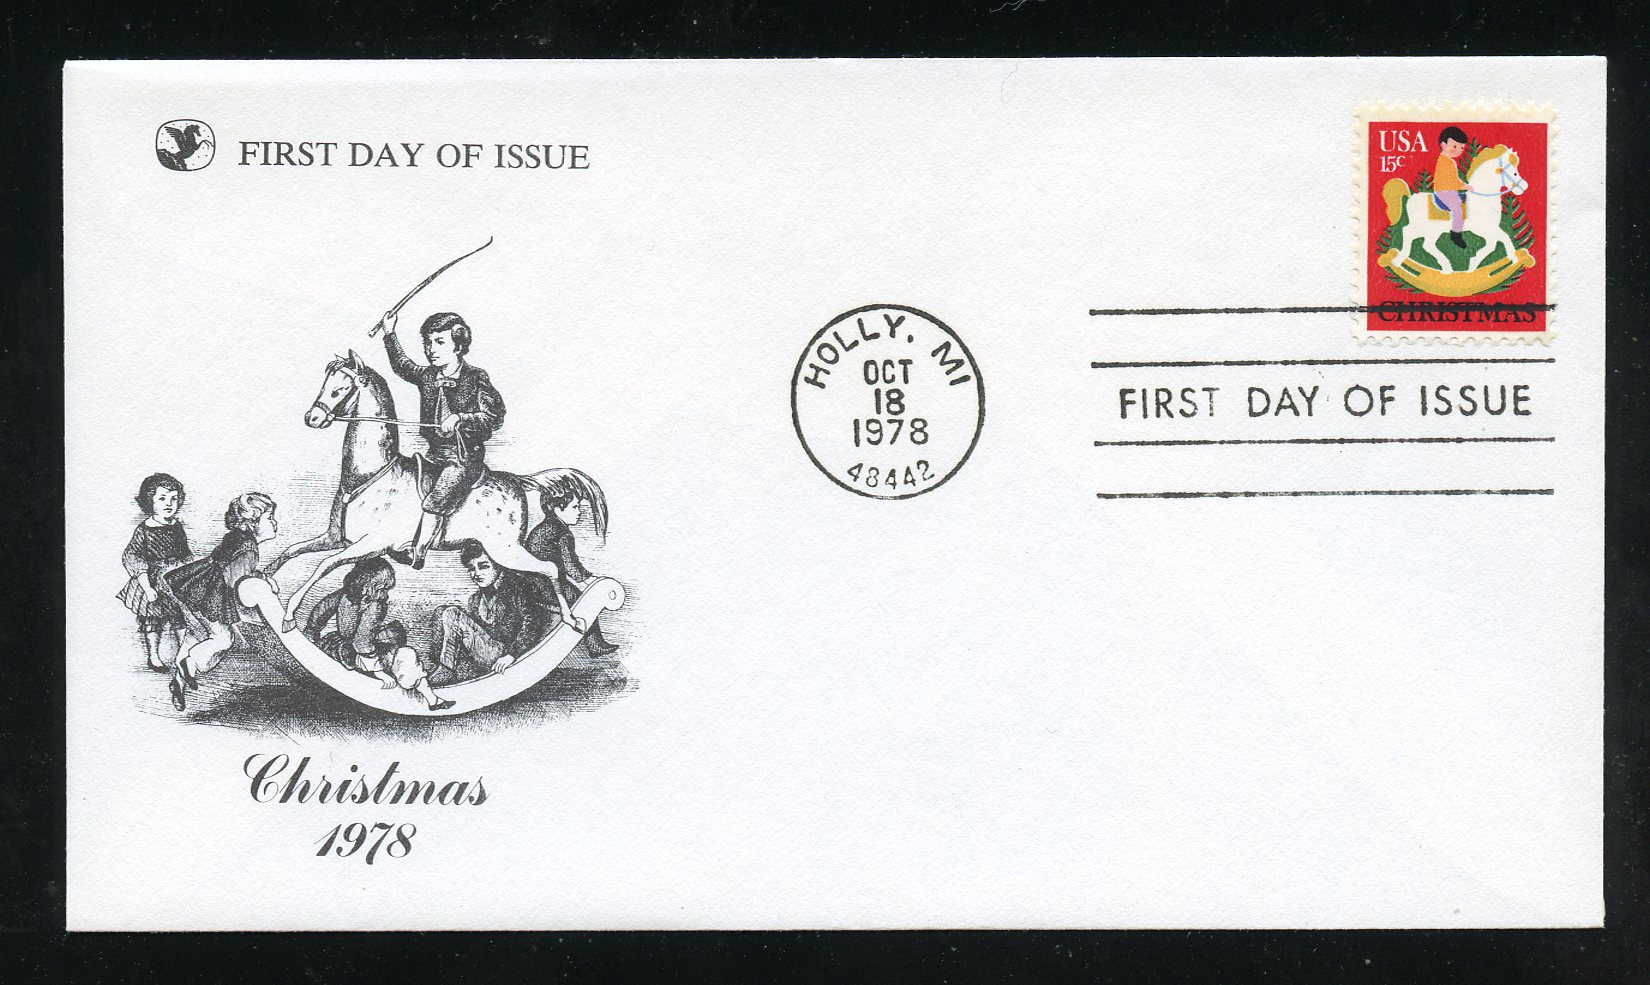 FIRST DAY OF ISSUE
USA
15c
CHRISTMAS
HOLLY, MI
OCT
18
1978
48442
FIRST DAY OF ISSUE
Christmas
1978